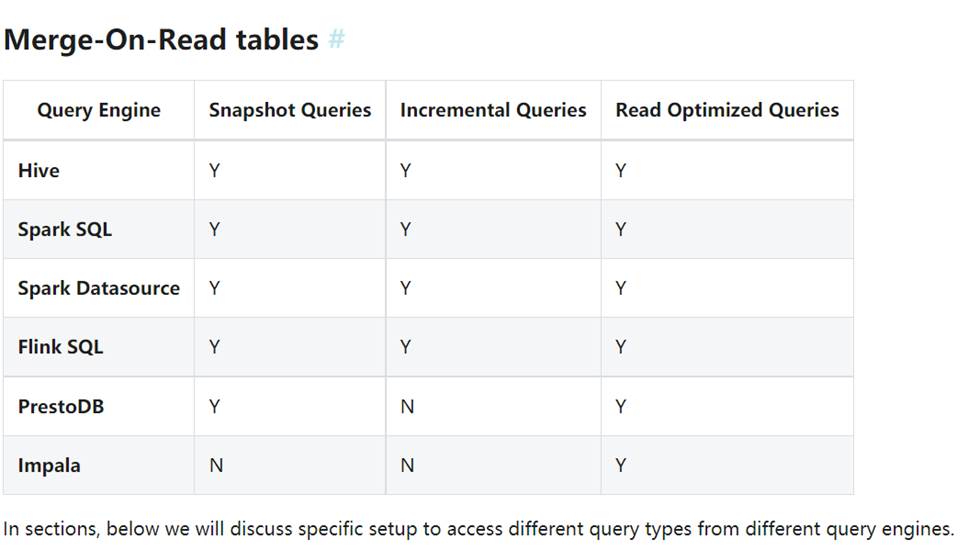 Merge-On-Read tables #
Query Engine Snapshot Queries Incremental Queries Read Optimized Queries
Hive Y Y Y
Spark SQL Y Y Y
Spark Datasource Y Y Y
Flink SQL Y Y Y
PrestoDB Y N Y
Impala N N Y
In sections, below we will discuss specific setup to access different query types from different query engines.